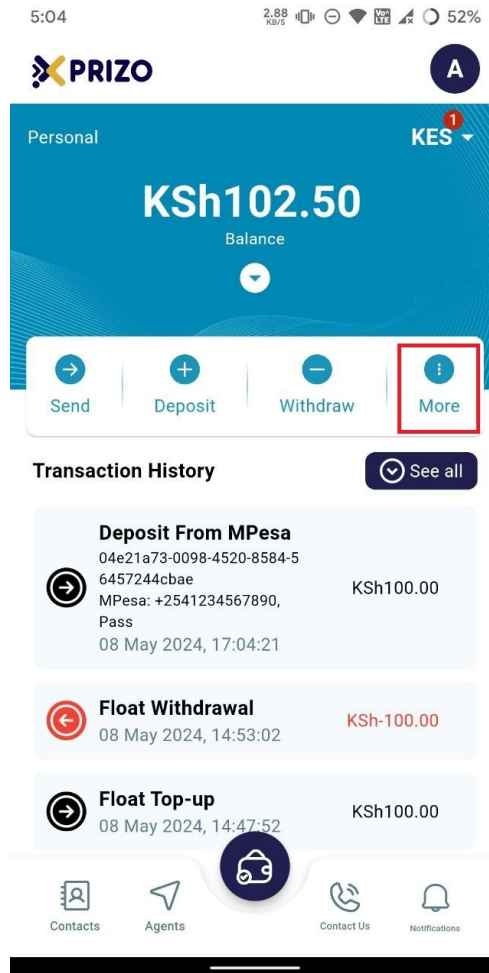 5:04 2.88 KB/S Vo LTE 52%
XPRIZO A
Personal KES 1
KSh102.50
Balance
Send Deposit Withdraw More
Transaction History See all
Deposit From MPesa
04e21a73-0098-4520-8584-5
6457244cbae KSh100.00
MPesa: +2541234567890,
Pass
08 May 2024, 17:04:21
Float Withdrawal KSh-100.00
08 May 2024, 14:53:02
Float Top-up KSh100.00
08 May 2024, 14:47:52
Contacts Agents Contact Us Notifications